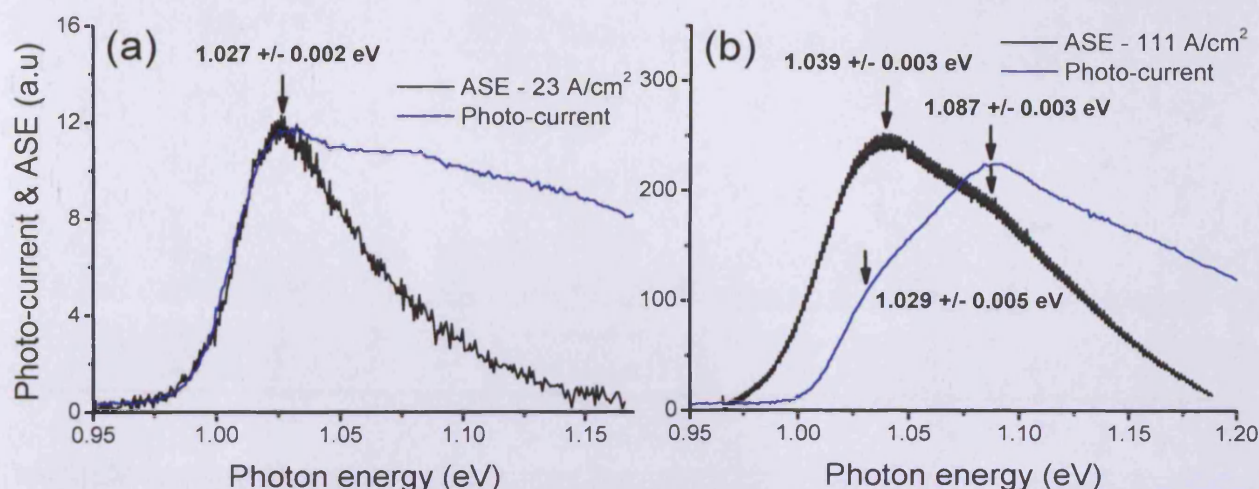 16
12
8
4
0
Photo-current & ASE (a.u)
(a)
1.027 +/- 0.002 eV
ASE - 23 A/cm²
Photo-current
0.95
1.00
1.05
1.10
1.15
Photon energy (eV)
300
200
100
0
(b)
ASE - 111 A/cm²
Photo-current
1.039 +/- 0.003 eV
1.087 +/- 0.003 eV
1.029 +/- 0.005 eV
0.95
1.00
1.05
1.10
1.15
1.20
Photon energy (eV)